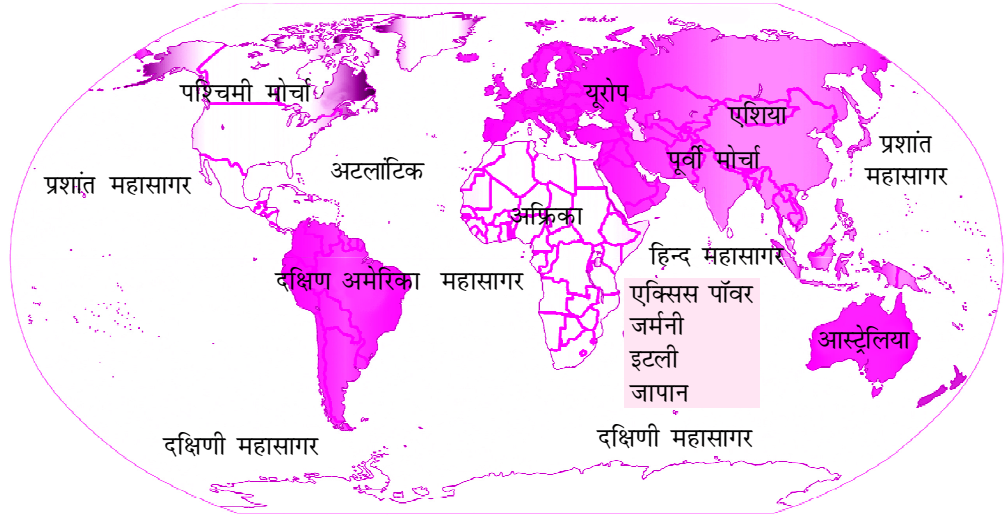 पश्चिमी मोर्चा
यूरोप
एशिया
प्रशांत
महासागर
पूर्वी मोर्चा
अटलांटिक
प्रशांत महासागर
अफ्रिका
हिन्द महासागर
दक्षिण अमेरिका
महासागर
एक्सिस पॉवर
जर्मनी
इटली
जापान
आस्ट्रेलिया
दक्षिणी महासागर
दक्षिणी महासागर